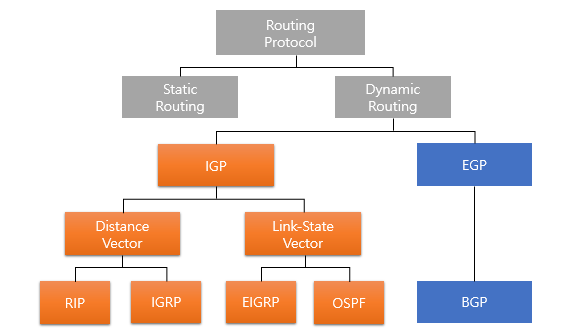 Routing
Protocol
Static
Routing
Dynamic
Routing
IGP
EGP
Distance
Vector
Link-State
Vector
RIP
IGRP
EIGRP
OSPF
BGP